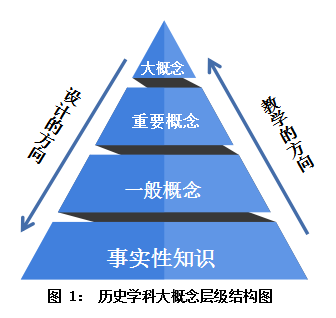 大概念
重要概念
一般概念
事实性知识
设计的方向
教学的方向
图 1： 历史学科大概念层级结构图